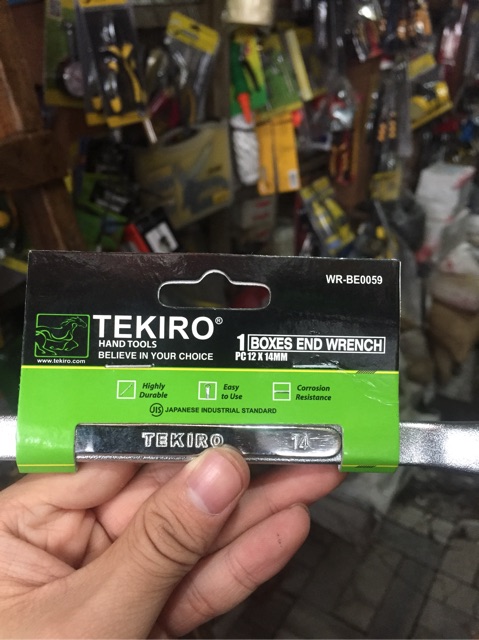 WR-BE0059
TEKIRO®
HAND TOOLS
BELIEVE IN YOUR CHOICE
www.tekiro.com
1 BOXES END WRENCH
PC 12 X 14MM
Highly Durable
Easy to Use
Corrosion Resistance
JIS JAPANESE INDUSTRIAL STANDARD
TEKIRO 14